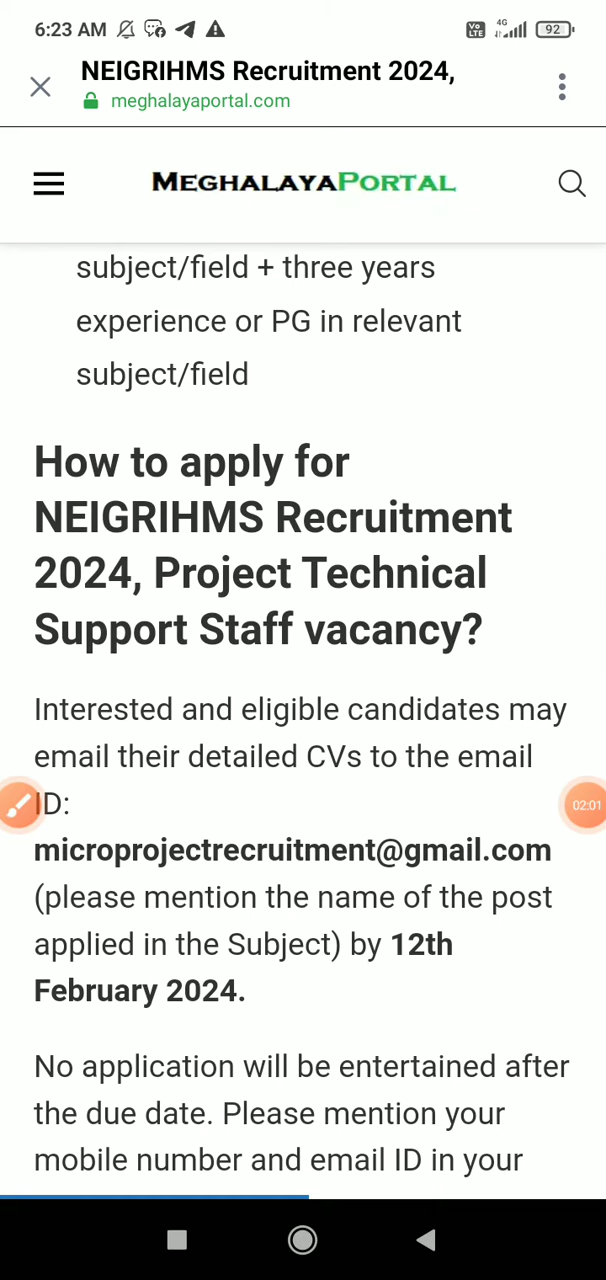 6:23 AM
Vo LTE 4G 92
NEIGRIHMS Recruitment 2024,
meghalayaportal.com
MEGHALAYAPORTAL
subject/field + three years
experience or PG in relevant
subject/field
How to apply for
NEIGRIHMS Recruitment
2024, Project Technical
Support Staff vacancy?
Interested and eligible candidates may
email their detailed CVs to the email
ID:
02:01
microprojectrecruitment@gmail.com
(please mention the name of the post
applied in the Subject) by 12th
February 2024.
No application will be entertained after
the due date. Please mention your
mobile number and email ID in your